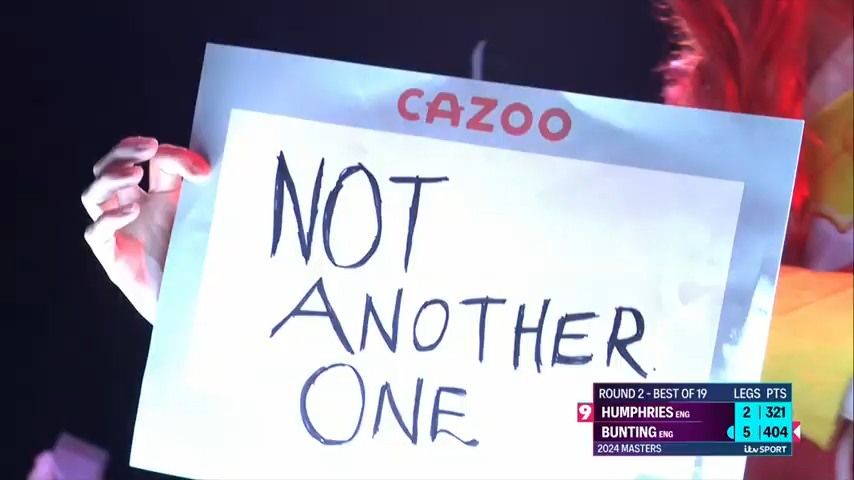 CAZOO
NOT
ANOTHER
ONE
ROUND 2 - BEST OF 19 LEGS PTS
9 HUMPHRIES ENG 2 321
BUNTING ENG 5 404
2024 MASTERS itv SPORT